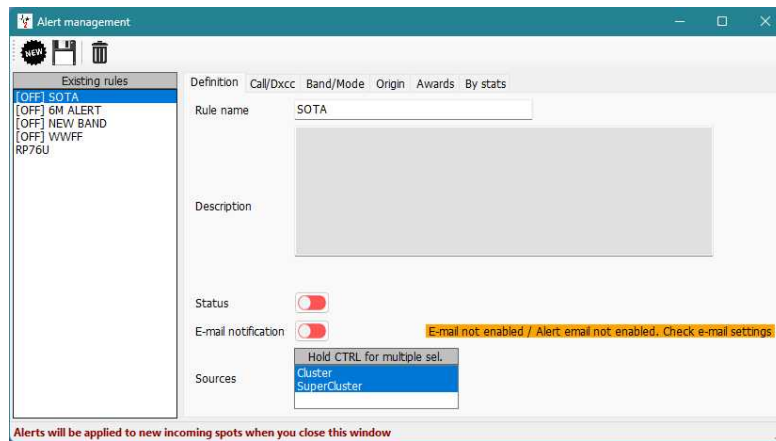 Alert management
NEW
Existing rules
[OFF] SOTA
[OFF] 6M ALERT
[OFF] NEW BAND
[OFF] WWFF
RP76U
Definition Call/Dxcc Band/Mode Origin Awards By stats
Rule name SOTA
Description
Status
E-mail notification E-mail not enabled / Alert email not enabled. Check e-mail settings
Hold CTRL for multiple sel.
Sources
Cluster
SuperCluster
Alerts will be applied to new incoming spots when you close this window